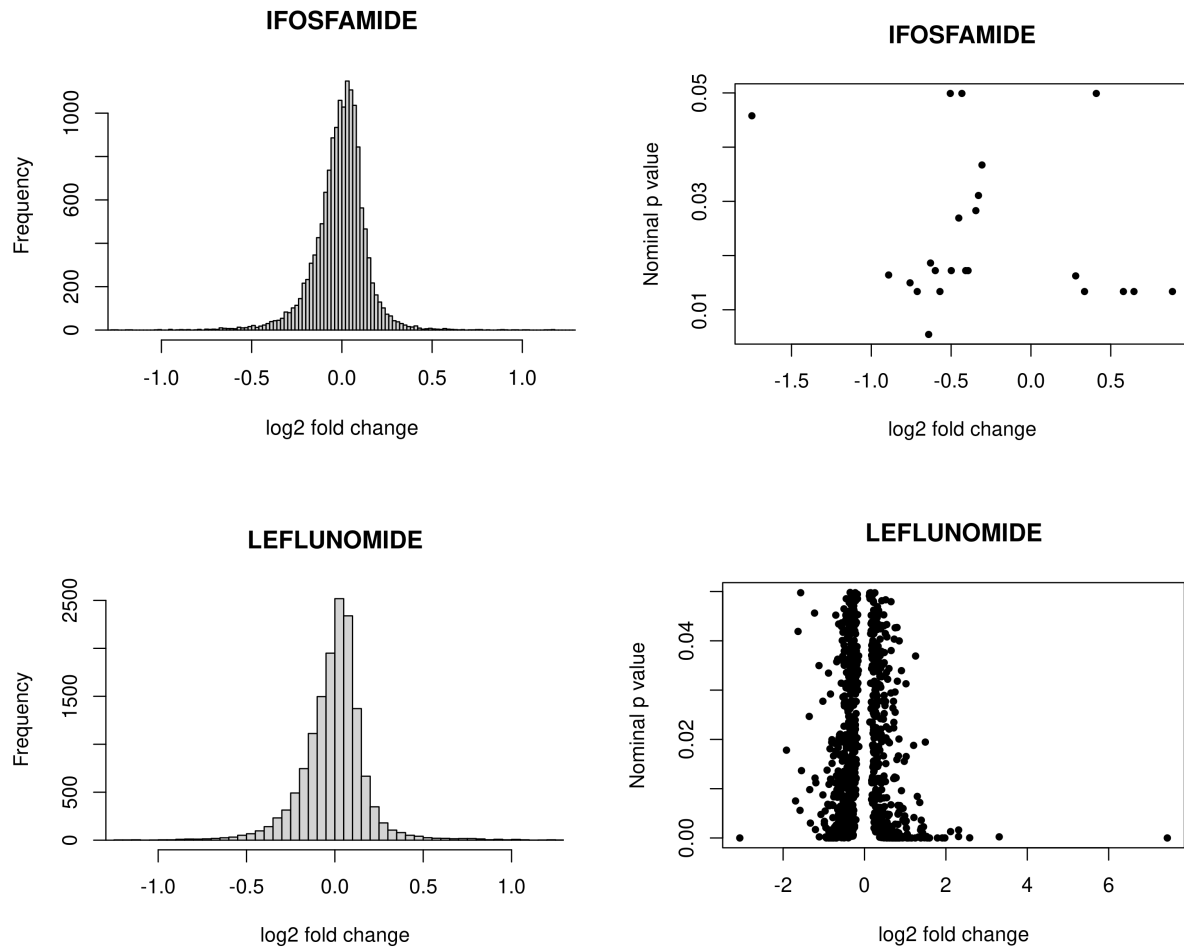 IFOSFAMIDE
Frequency
1000
600
200
0
-1.0 -0.5 0.0 0.5 1.0
log2 fold change
IFOSFAMIDE
Nominal p value
0.05
0.03
0.01
-1.5 -1.0 -0.5 0.0 0.5
log2 fold change
LEFLUNOMIDE
Frequency
2500
1500
500
0
-1.0 -0.5 0.0 0.5 1.0
log2 fold change
LEFLUNOMIDE
Nominal p value
0.04
0.02
0.00
-2 0 2 4 6
log2 fold change